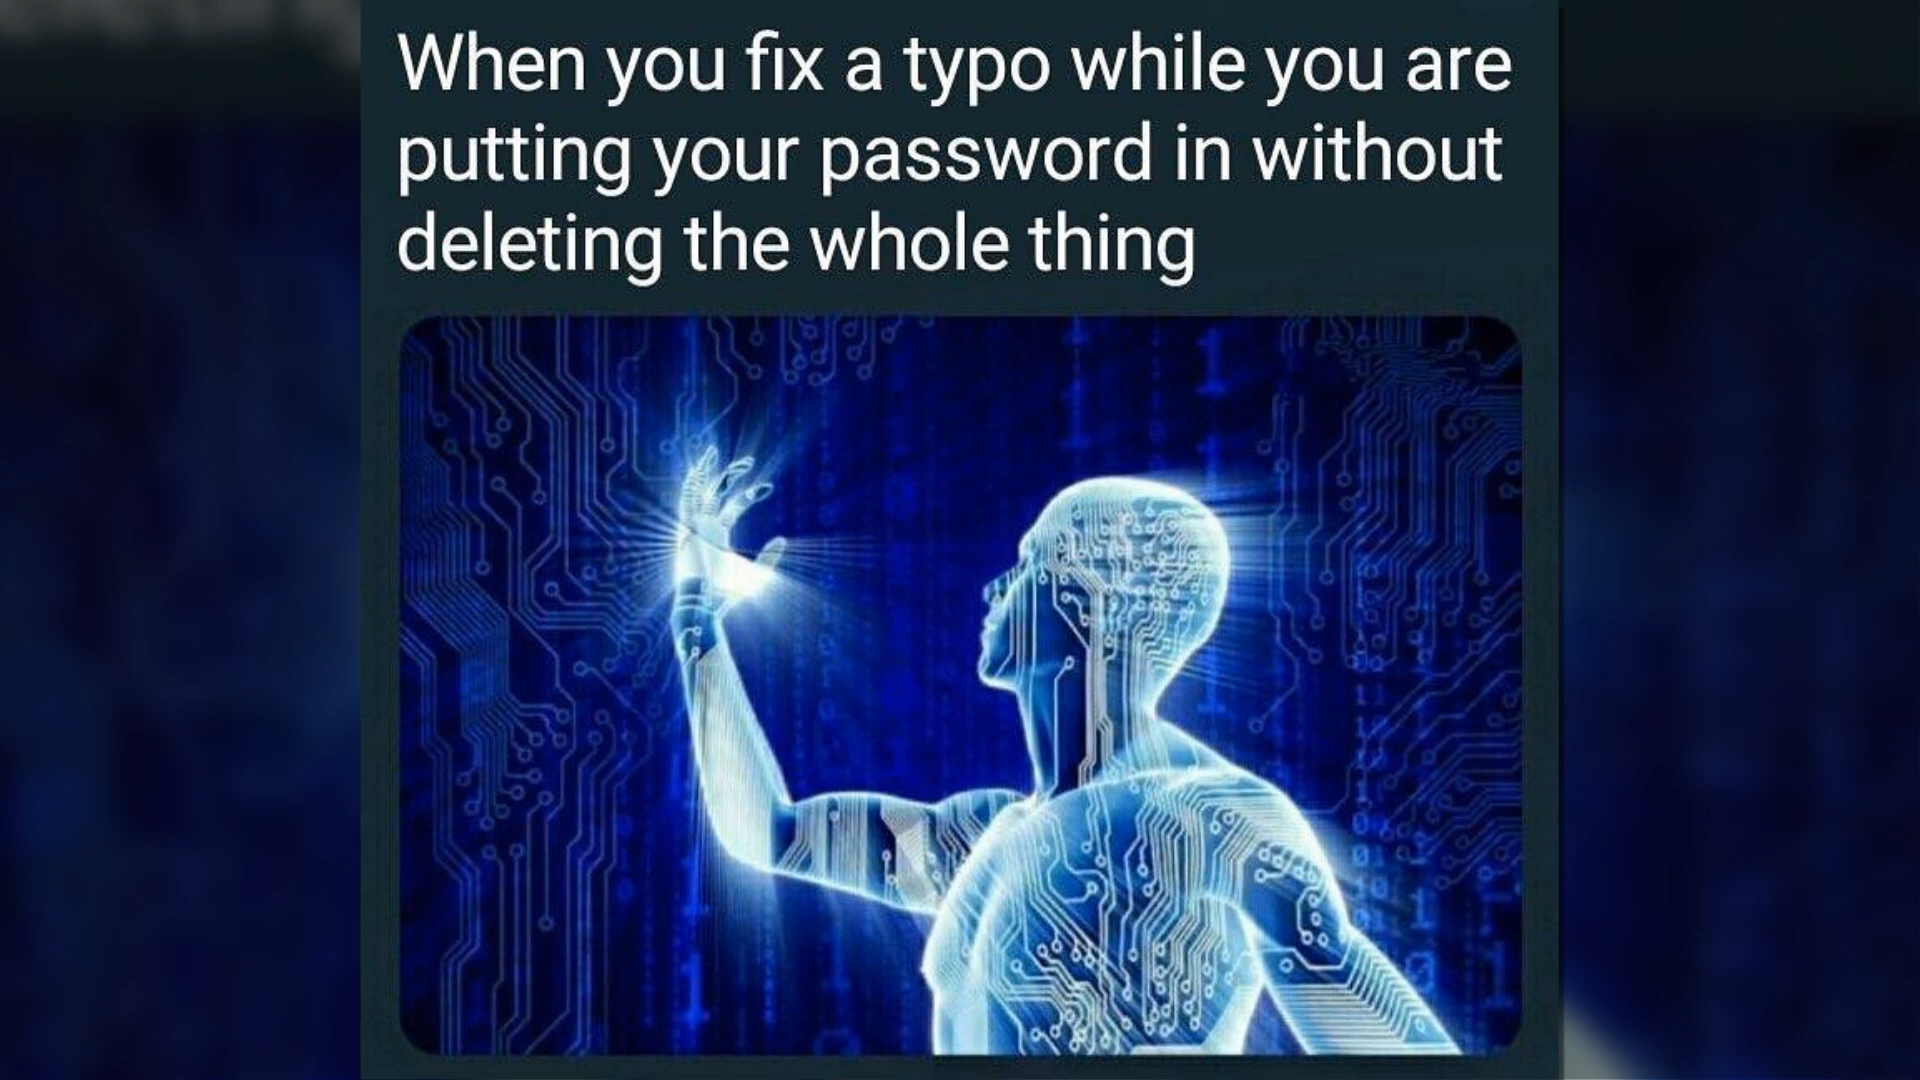 When you fix a typo while you are
putting your password in without
deleting the whole thing